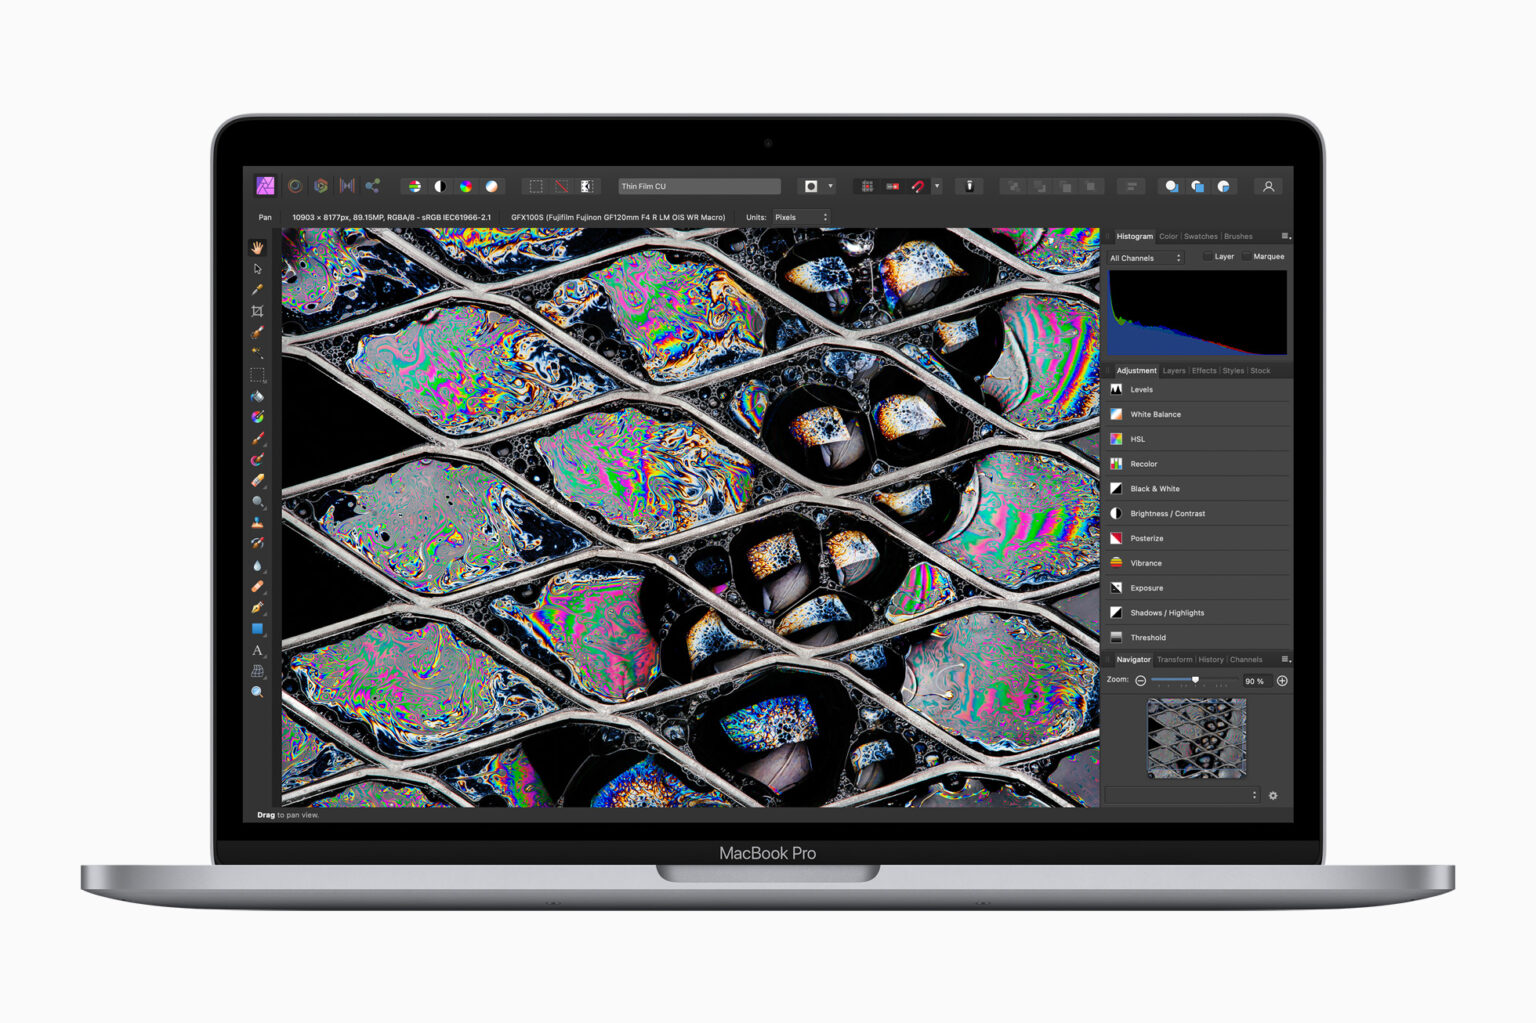 Thin Film CU
Pan 10903 × 8177px, 89.15MP, RGBA/8 - sRGB IEC61966-2.1 GFX100S (Fujifilm Fujinon GF120mm F4 R LM OIS WR Macro) Units: Pixels
Histogram Color Swatches Brushes
All Channels Layer Marquee
Adjustment Layers Effects Styles Stock
Levels
White Balance
HSL
Recolor
Black & White
Brightness / Contrast
Posterize
Vibrance
Exposure
Shadows / Highlights
Threshold
Navigator Transform History Channels
Zoom: 90 %
A
Drag to pan view.
MacBook Pro